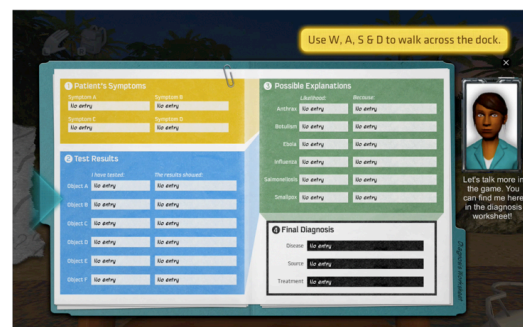 Use W, A, S & D to walk across the dock.
1 Patient's Symptoms
Symptom A Symptom B
No entry No entry
Symptom C Symptom D
No entry No entry
2 Test Results
I have tested: The results showed:
Object A No entry No entry
Object B No entry No entry
Object C No entry No entry
Object D No entry No entry
Object E No entry No entry
Object F No entry No entry
3 Possible Explanations
Likelihood: Because:
Anthrax No entry No entry
Botulism No entry No entry
Ebola No entry No entry
Influenza No entry No entry
Salmonellosis No entry No entry
Smallpox No entry No entry
4 Final Diagnosis
Disease No entry
Source No entry
Treatment No entry
Diagnosis Worksheet
Let's talk more in
the game. You
can find me here
in the diagnosis
worksheet!